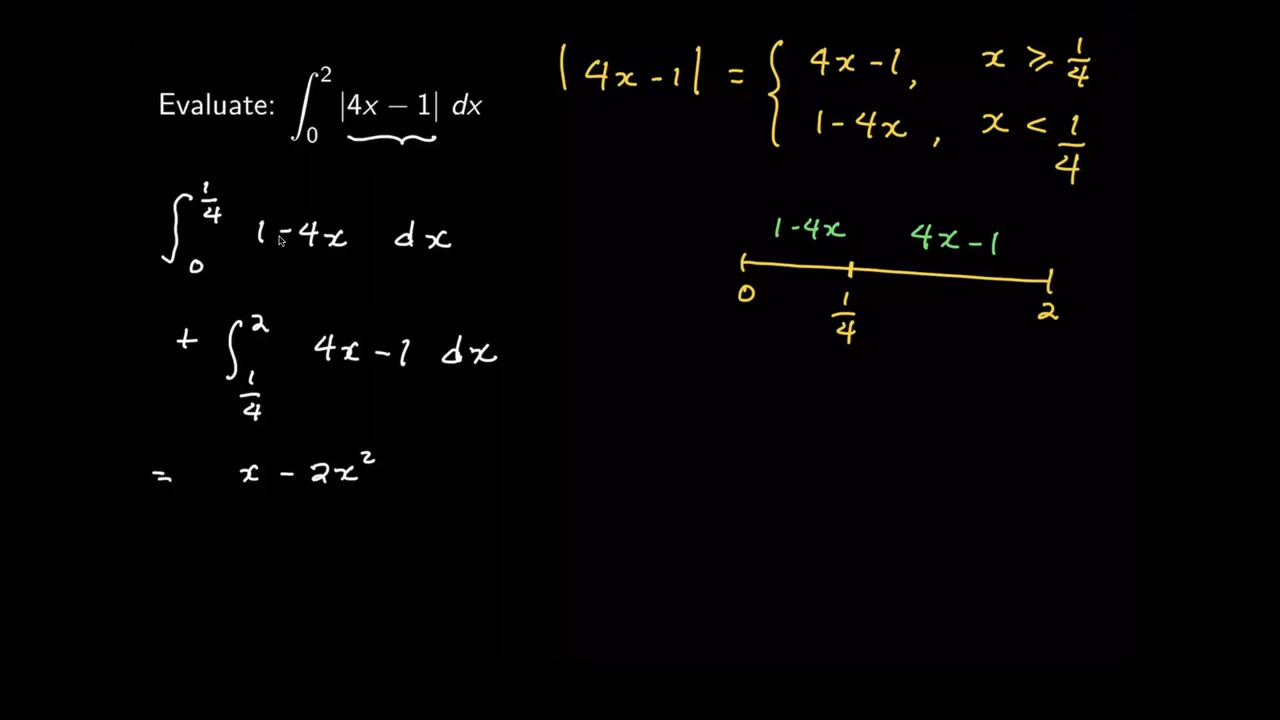 Evaluate: ∫₀² |4x − 1| dx
∫₀^{1/4} 1 - 4x dx
+ ∫_{1/4}^2 4x - 1 dx
= x - 2x²
|4x - 1| = { 4x - 1, x ⩾ 1/4
1 - 4x, x < 1/4
1 - 4x 4x - 1
0 1/4 2